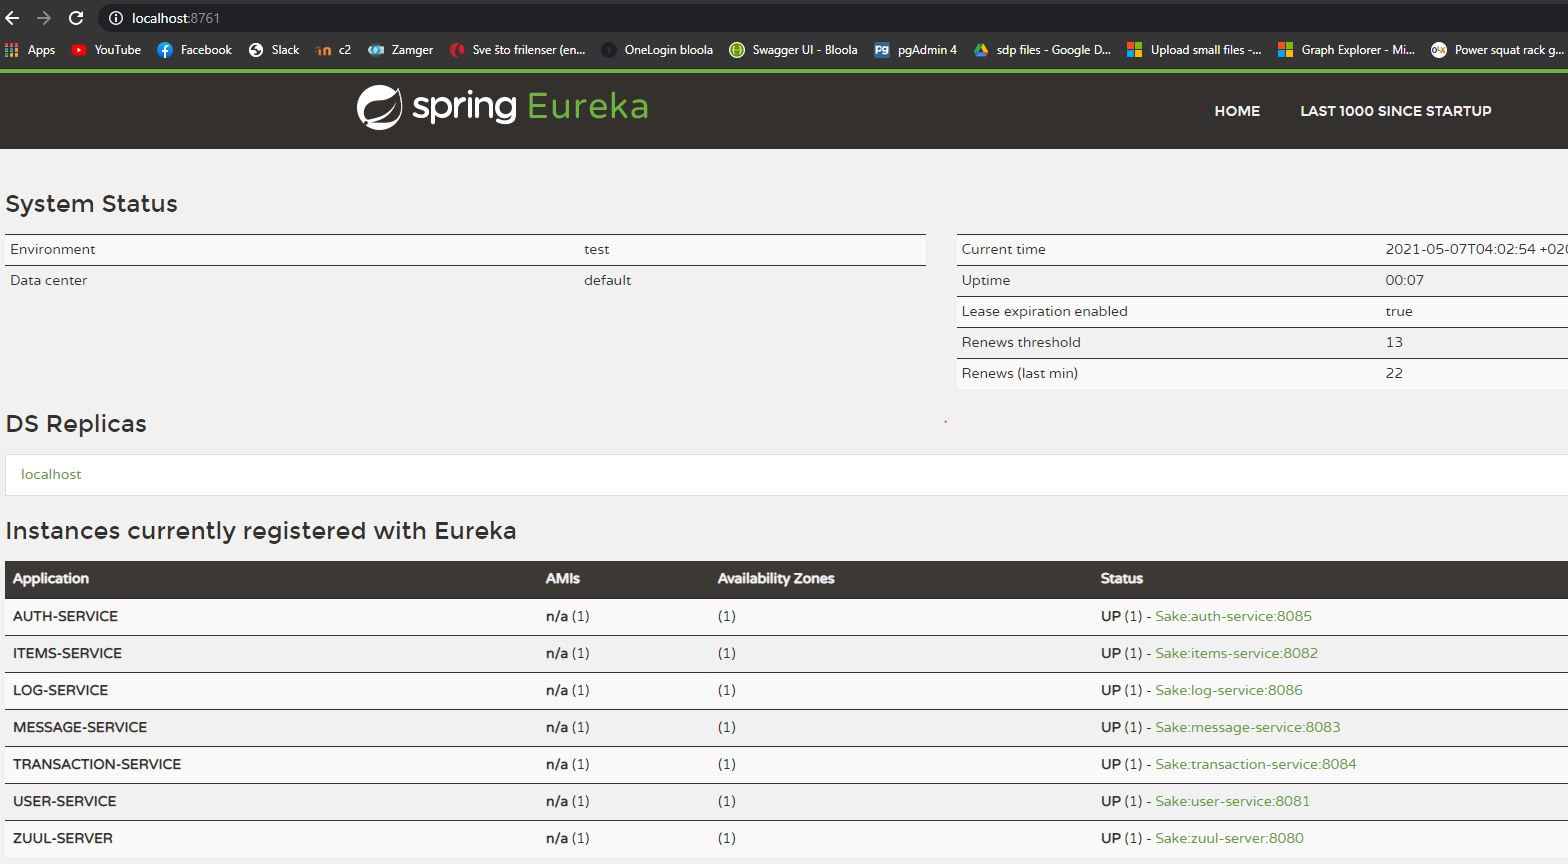 localhost:8761
Apps YouTube Facebook Slack c2 Zamger Sve što frilenser (en... OneLogin bloola Swagger UI - Bloola pgAdmin 4 sdp files - Google D... Upload small files -... Graph Explorer - Mi... Power squat rack g...
spring Eureka
HOME LAST 1000 SINCE STARTUP
System Status
Environment test
Data center default
Current time 2021-05-07T04:02:54 +020
Uptime 00:07
Lease expiration enabled true
Renews threshold 13
Renews (last min) 22
DS Replicas
localhost
Instances currently registered with Eureka
Application AMIs Availability Zones Status
AUTH-SERVICE n/a (1) (1) UP (1) - Sake:auth-service:8085
ITEMS-SERVICE n/a (1) (1) UP (1) - Sake:items-service:8082
LOG-SERVICE n/a (1) (1) UP (1) - Sake:log-service:8086
MESSAGE-SERVICE n/a (1) (1) UP (1) - Sake:message-service:8083
TRANSACTION-SERVICE n/a (1) (1) UP (1) - Sake:transaction-service:8084
USER-SERVICE n/a (1) (1) UP (1) - Sake:user-service:8081
ZUUL-SERVER n/a (1) (1) UP (1) - Sake:zuul-server:8080